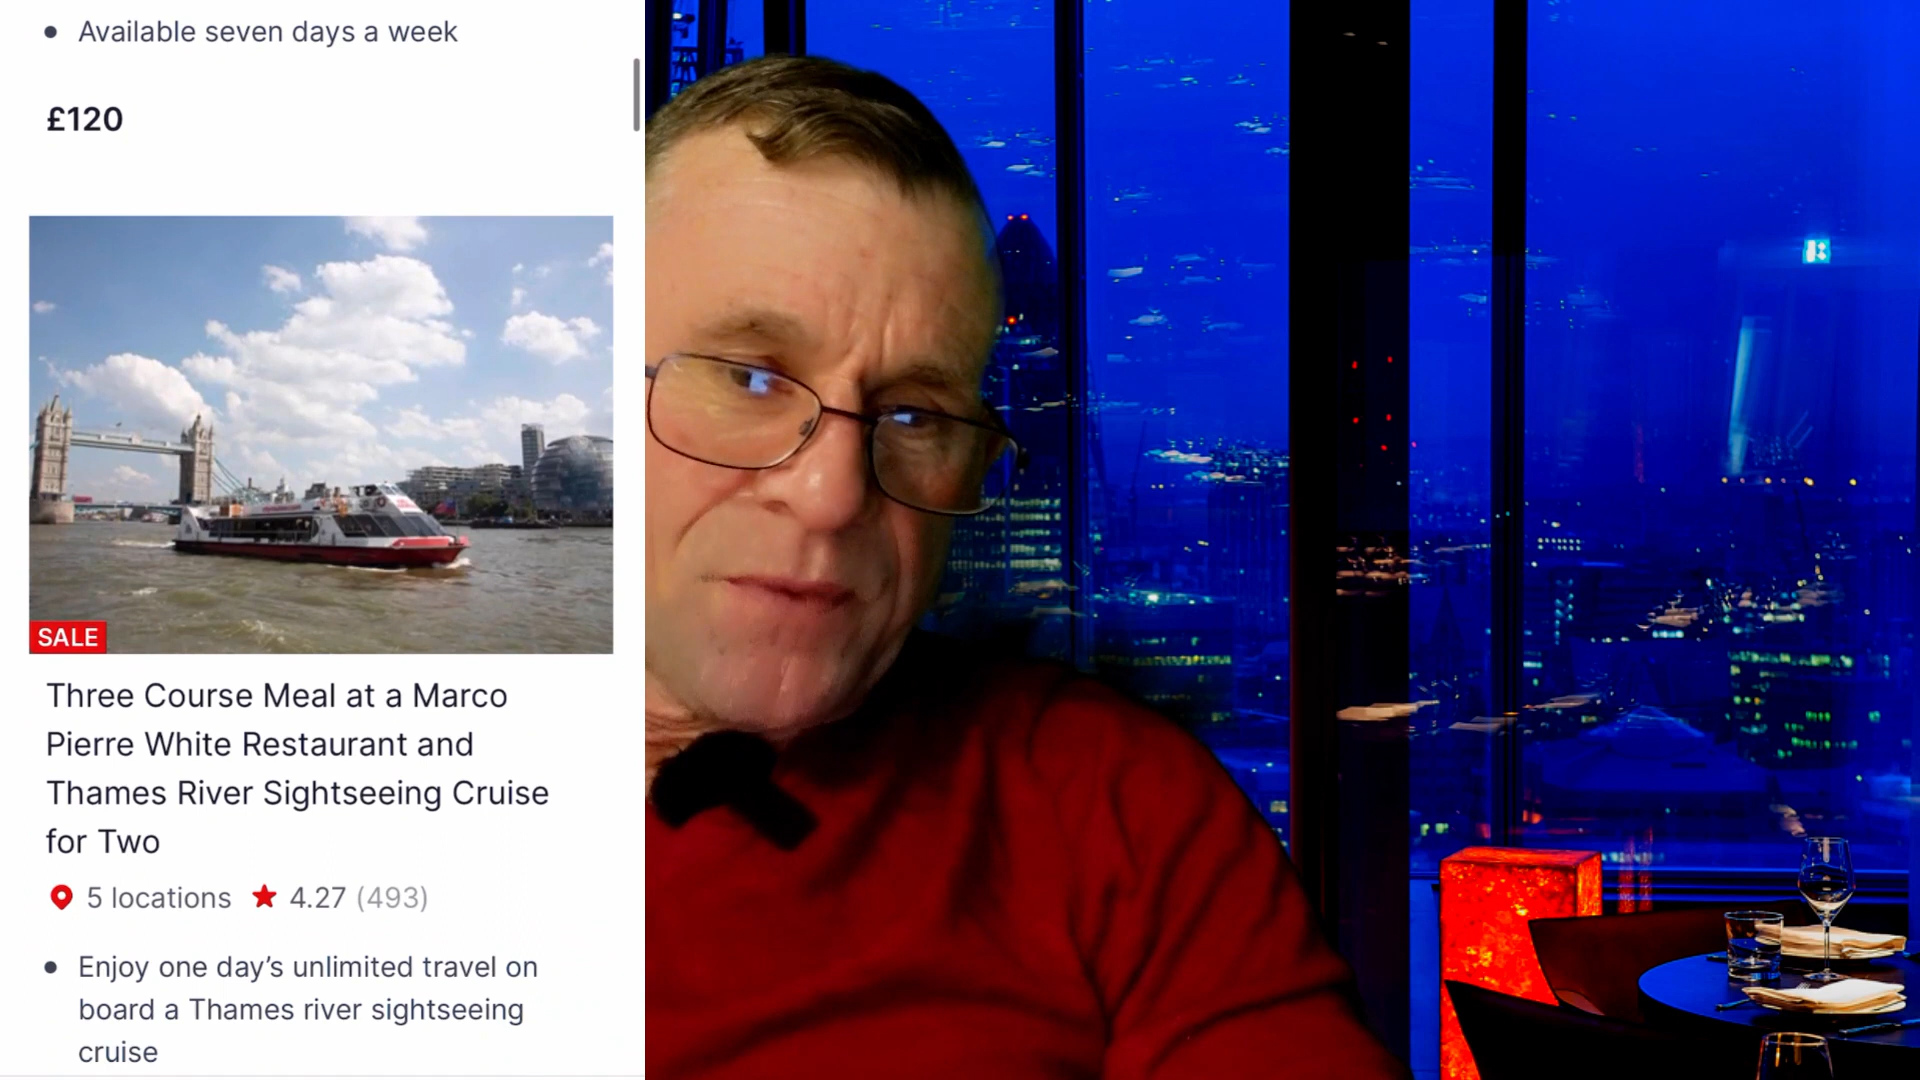 Available seven days a week
£120
SALE
Three Course Meal at a Marco
Pierre White Restaurant and
Thames River Sightseeing Cruise
for Two
5 locations 4.27 (493)
Enjoy one day’s unlimited travel on
board a Thames river sightseeing
cruise